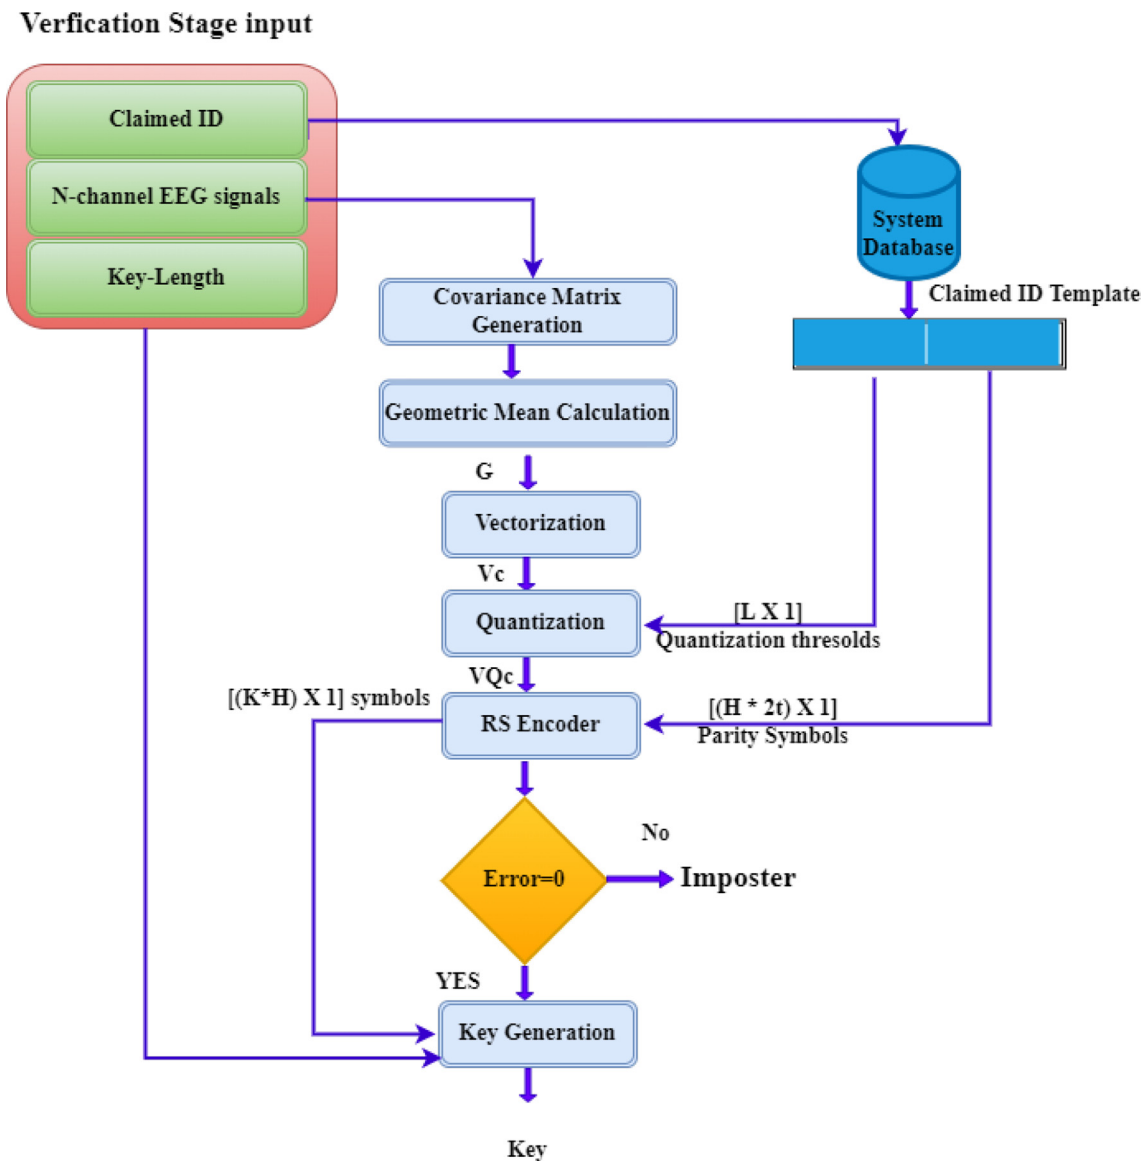 Verfication Stage input
Claimed ID
N-channel EEG signals
Key-Length
System
Database
Claimed ID Template
Covariance Matrix
Generation
Geometric Mean Calculation
G
Vectorization
Vc
Quantization
[L X 1]
Quantization thresolds
VQc
[(K*H) X 1] symbols
RS Encoder
[(H * 2t) X 1]
Parity Symbols
No
Error=0
Imposter
YES
Key Generation
Key